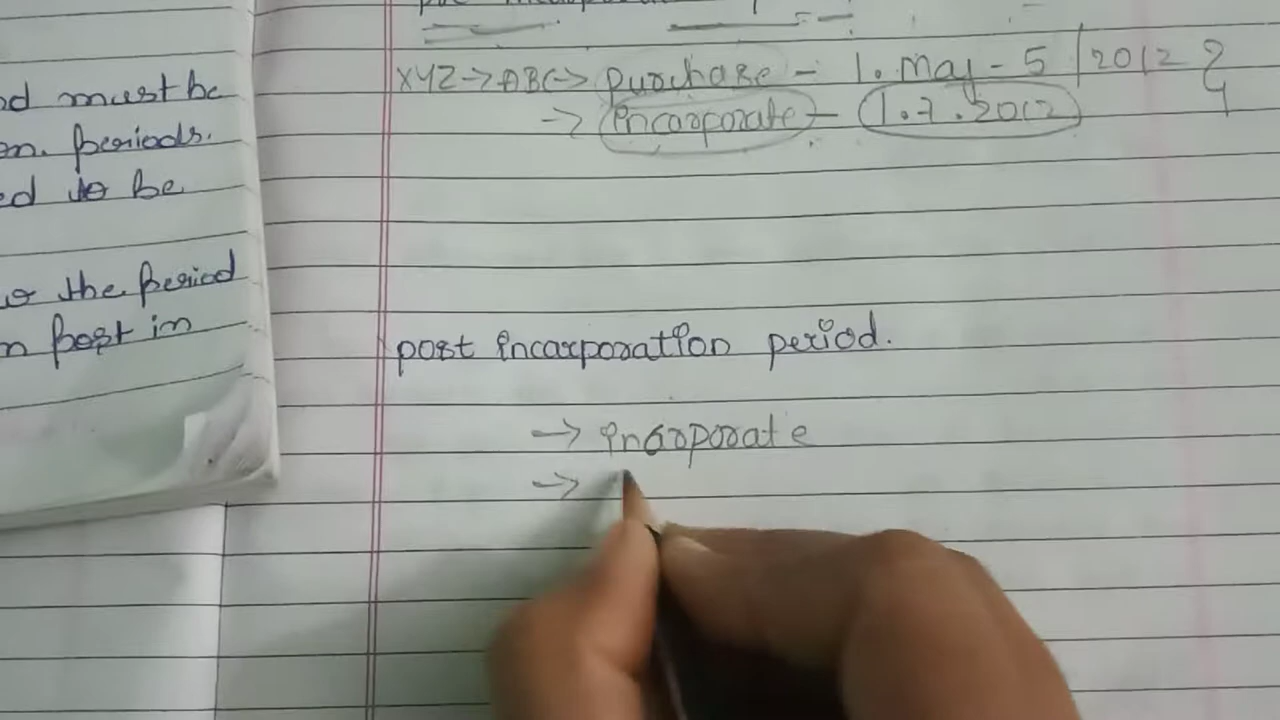 must be
periods.
ed to be
the period
post in
XYZ → ABC → purchase - 1. May - 5 | 2012
→ incorporate - 1.7.2012
post incorporation period.
→ incorporate
→